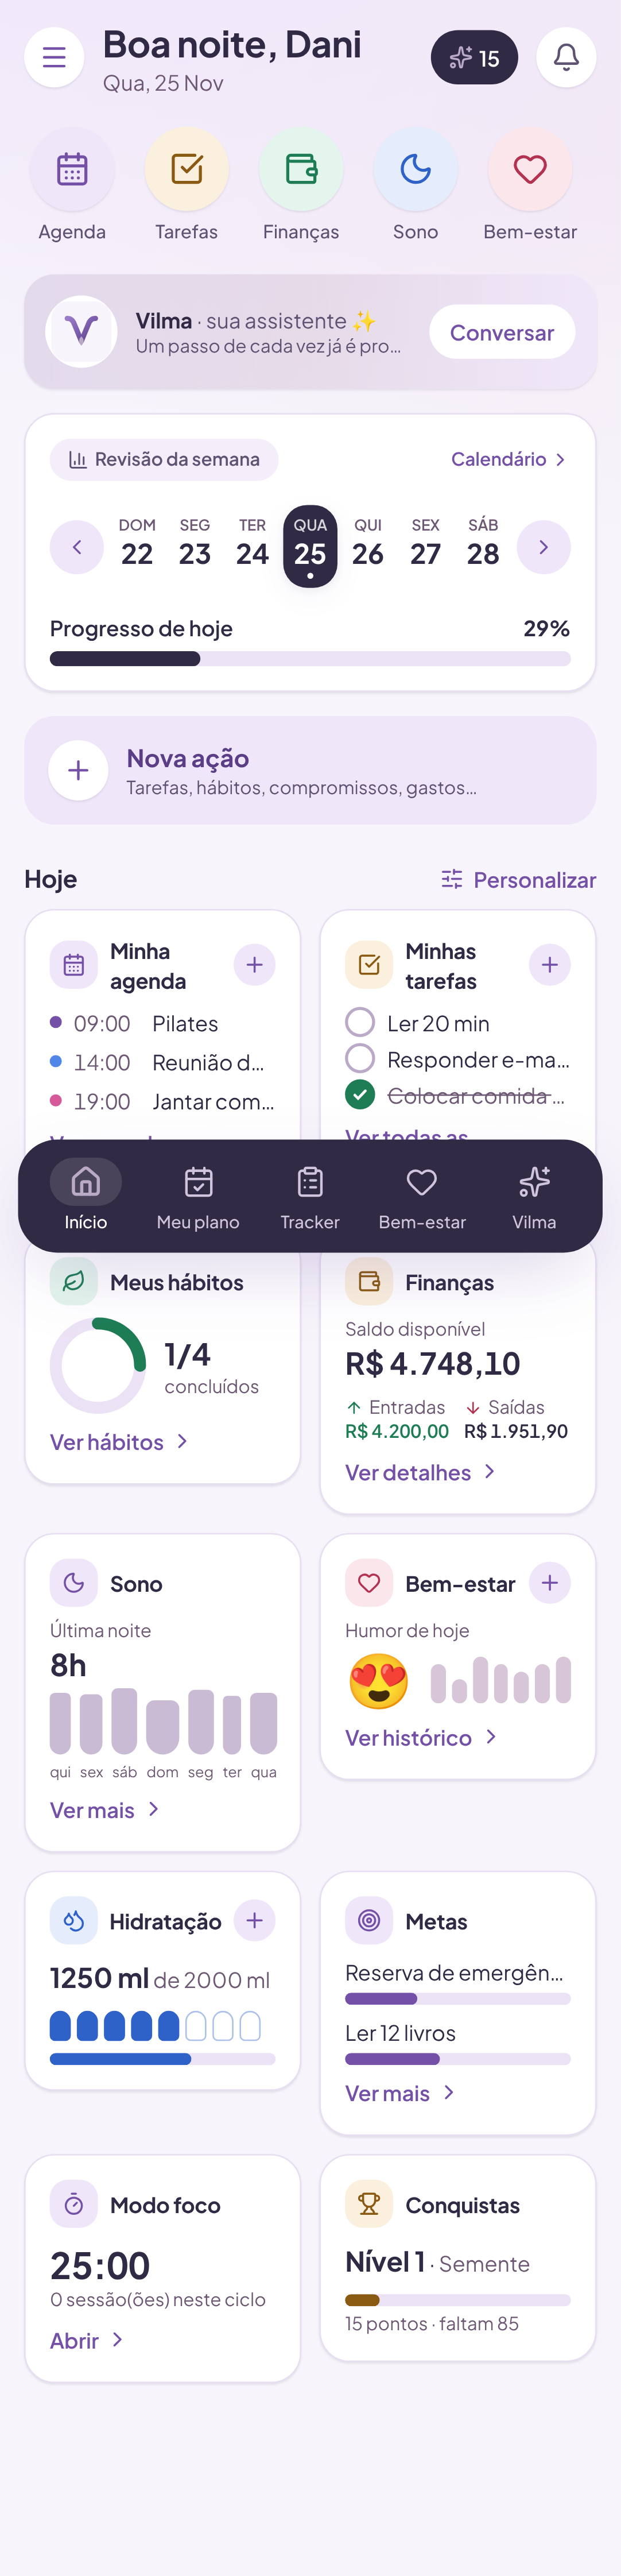 Boa noite, Dani
Qua, 25 Nov
15
Agenda
Tarefas
Finanças
Sono
Bem-estar
Vilma · sua assistente ✨
Um passo de cada vez já é pro...
Conversar
Revisão da semana
Calendário
DOM SEG TER QUA QUI SEX SÁB
22 23 24 25 26 27 28
Progresso de hoje
29%
Nova ação
Tarefas, hábitos, compromissos, gastos...
Hoje
Personalizar
Minha
agenda
09:00 Pilates
14:00 Reunião d...
19:00 Jantar com...
Minhas
tarefas
Ler 20 min
Responder e-ma...
Colocar comida ...
Ver todas as
Início
Meu plano
Tracker
Bem-estar
Vilma
Meus hábitos
1/4
concluídos
Ver hábitos
Finanças
Saldo disponível
R$ 4.748,10
Entradas
Saídas
R$ 4.200,00
R$ 1.951,90
Ver detalhes
Sono
Última noite
8h
qui sex sáb dom seg ter qua
Ver mais
Bem-estar
Humor de hoje
Ver histórico
Hidratação
1250 ml de 2000 ml
Metas
Reserva de emergên...
Ler 12 livros
Ver mais
Modo foco
25:00
0 sessão(ões) neste ciclo
Abrir
Conquistas
Nível 1 · Semente
15 pontos · faltam 85